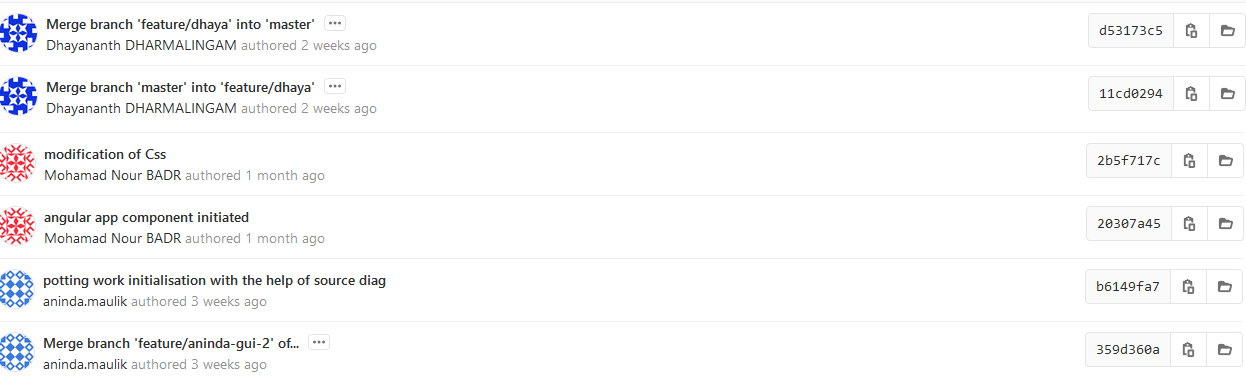 Merge branch 'feature/dhaya' into 'master' ···
d53173c5
Dhayananth DHARMALINGAM authored 2 weeks ago
Merge branch 'master' into 'feature/dhaya' ···
11cd0294
Dhayananth DHARMALINGAM authored 2 weeks ago
modification of Css
2b5f717c
Mohamad Nour BADR authored 1 month ago
angular app component initiated
20307a45
Mohamad Nour BADR authored 1 month ago
potting work initialisation with the help of source diag
b6149fa7
aninda.maulik authored 3 weeks ago
Merge branch 'feature/aninda-gui-2' of... ···
359d360a
aninda.maulik authored 3 weeks ago